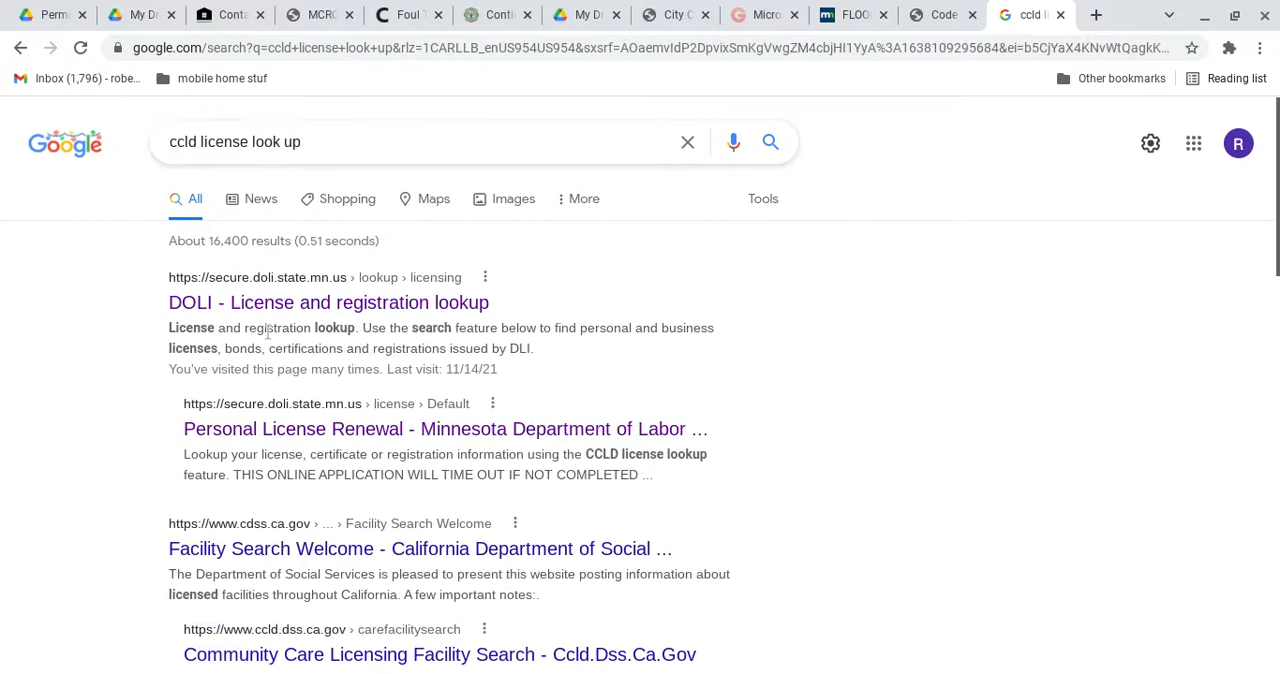 Perm
My Dr
Conta
MCRC
Foul T
Conti
My Dr
City C
Micro
FLOO
Code
ccld li
google.com/search?q=ccld+license+look+up&rlz=1CARLLB_enUS954US954&sxsrf=AOaemvIdP2DpvixSmKgVwgZM4cbjHI1YyA%3A1638109295684&ei=b5CjYaX4KNvWtQagkK...
Inbox (1,796) - robe...
mobile home stuf
Other bookmarks
Reading list
Google
ccld license look up
R
All
News
Shopping
Maps
Images
More
Tools
About 16,400 results (0.51 seconds)
https://secure.doli.state.mn.us › lookup › licensing
DOLI - License and registration lookup
License and registration lookup. Use the search feature below to find personal and business
licenses, bonds, certifications and registrations issued by DLI.
You've visited this page many times. Last visit: 11/14/21
https://secure.doli.state.mn.us › license › Default
Personal License Renewal - Minnesota Department of Labor ...
Lookup your license, certificate or registration information using the CCLD license lookup
feature. THIS ONLINE APPLICATION WILL TIME OUT IF NOT COMPLETED ...
https://www.cdss.ca.gov › ... › Facility Search Welcome
Facility Search Welcome - California Department of Social ...
The Department of Social Services is pleased to present this website posting information about
licensed facilities throughout California. A few important notes:.
https://www.ccld.dss.ca.gov › carefacilitysearch
Community Care Licensing Facility Search - Ccld.Dss.Ca.Gov